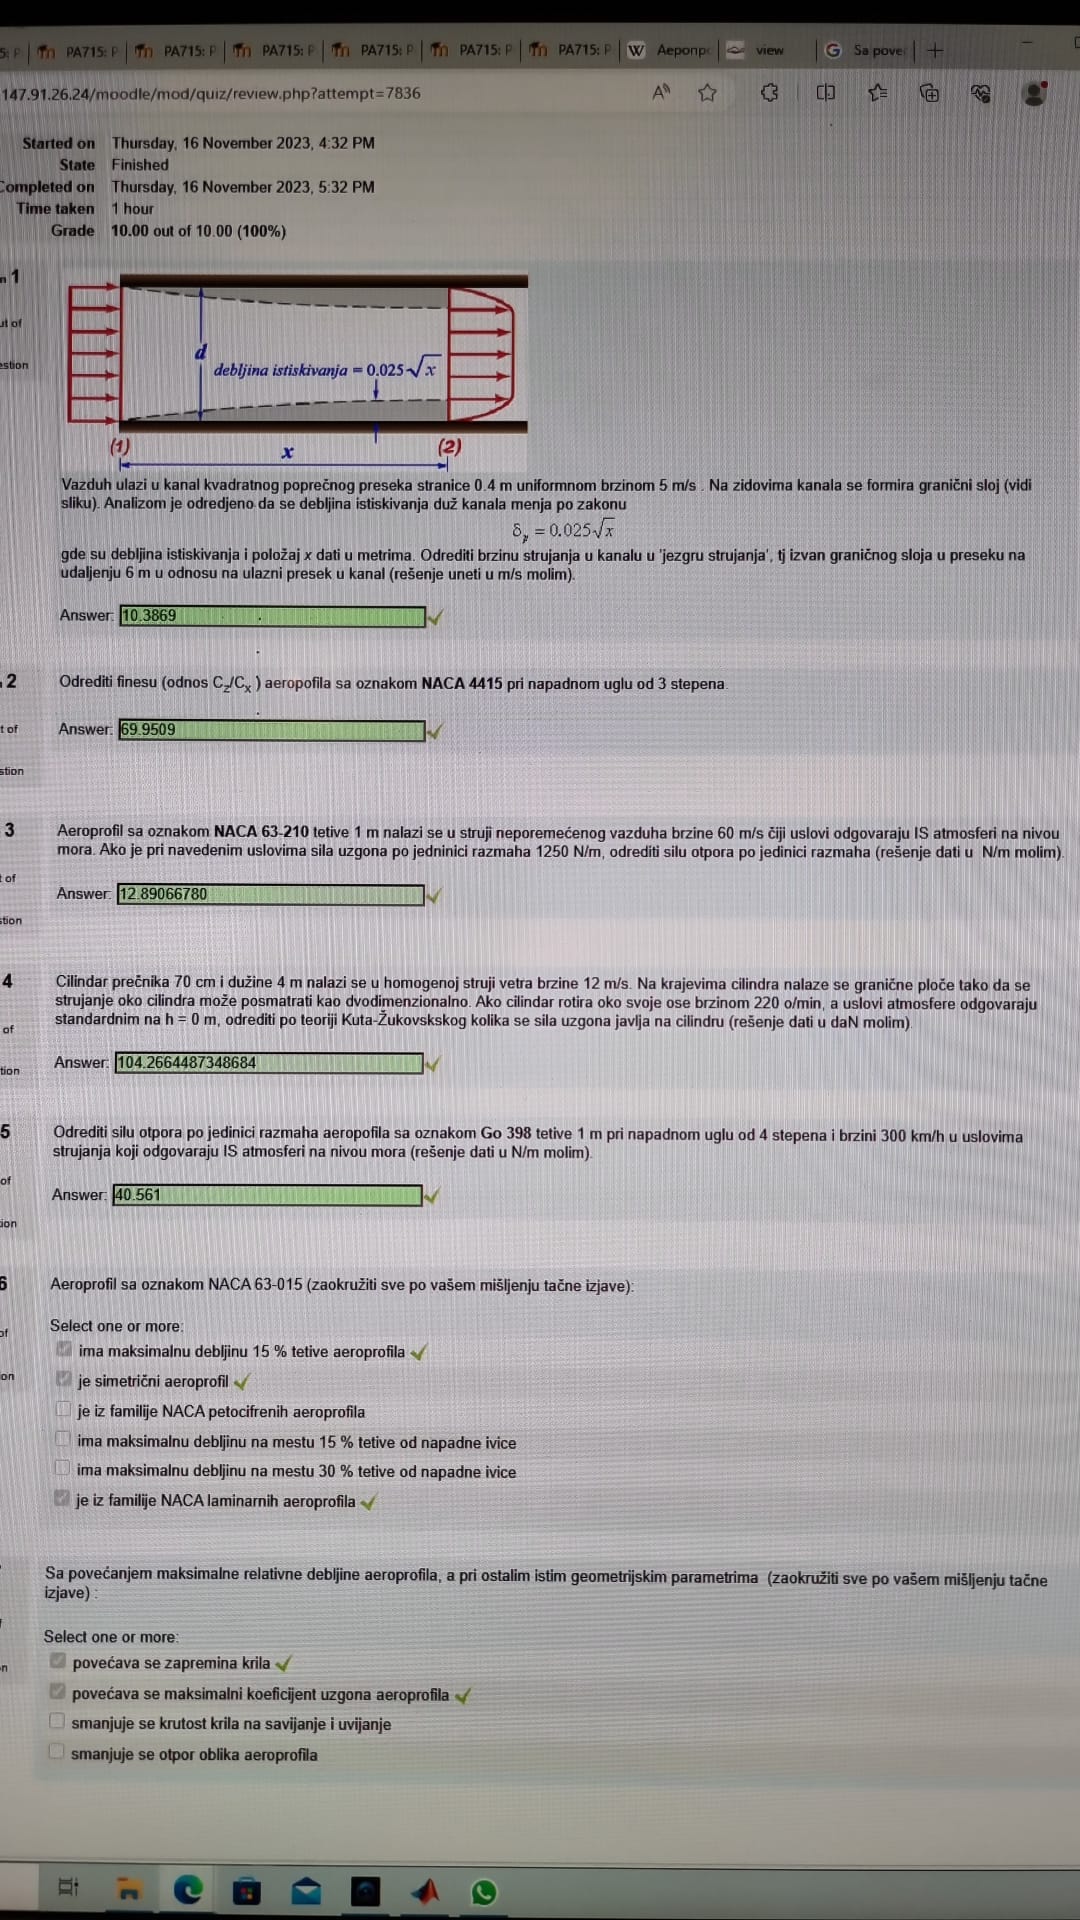 5: P PA715: P PA715: P PA715: P PA715: P PA715: P PA715: P W Аеропр view G Sa pove
147.91.26.24/moodle/mod/quiz/review.php?attempt=7836
Started on Thursday, 16 November 2023, 4:32 PM
State Finished
Completed on Thursday, 16 November 2023, 5:32 PM
Time taken 1 hour
Grade 10.00 out of 10.00 (100%)
n 1
ut of
estion
d
debljina istiskivanja = 0.025√x
(1) x (2)
Vazduh ulazi u kanal kvadratnog poprečnog preseka stranice 0.4 m uniformnom brzinom 5 m/s . Na zidovima kanala se formira granični sloj (vidi
sliku). Analizom je odredjeno da se debljina istiskivanja duž kanala menja po zakonu
= 0.025√x
gde su debljina istiskivanja i položaj x dati u metrima. Odrediti brzinu strujanja u kanalu u 'jezgru strujanja', tj izvan graničnog sloja u preseku na
udaljenju 6 m u odnosu na ulazni presek u kanal (rešenje uneti u m/s molim).
Answer: 10.3869
2
t of
stion
Odrediti finesu (odnos Cz/Cx ) aeropofila sa oznakom NACA 4415 pri napadnom uglu od 3 stepena.
Answer: 69.9509
3
t of
stion
Aeroprofil sa oznakom NACA 63-210 tetive 1 m nalazi se u struji neporemećenog vazduha brzine 60 m/s čiji uslovi odgovaraju IS atmosferi na nivou
mora. Ako je pri navedenim uslovima sila uzgona po jedninici razmaha 1250 N/m, odrediti silu otpora po jedinici razmaha (rešenje dati u N/m molim).
Answer: 12.89066780
4
of
tion
Cilindar prečnika 70 cm i dužine 4 m nalazi se u homogenoj struji vetra brzine 12 m/s. Na krajevima cilindra nalaze se granične ploče tako da se
strujanje oko cilindra može posmatrati kao dvodimenzionalno. Ako cilindar rotira oko svoje ose brzinom 220 o/min, a uslovi atmosfere odgovaraju
standardnim na h = 0 m, odrediti po teoriji Kuta-Žukovskskog kolika se sila uzgona javlja na cilindru (rešenje dati u daN molim).
Answer: 104.2664487348684
5
of
ion
Odrediti silu otpora po jedinici razmaha aeropofila sa oznakom Go 398 tetive 1 m pri napadnom uglu od 4 stepena i brzini 300 km/h u uslovima
strujanja koji odgovaraju IS atmosferi na nivou mora (rešenje dati u N/m molim).
Answer: 40.561
6
of
on
Aeroprofil sa oznakom NACA 63-015 (zaokružiti sve po vašem mišljenju tačne izjave):
Select one or more:
ima maksimalnu debljinu 15 % tetive aeroprofila
je simetrični aeroprofil
je iz familije NACA petocifrenih aeroprofila
ima maksimalnu debljinu na mestu 15 % tetive od napadne ivice
ima maksimalnu debljinu na mestu 30 % tetive od napadne ivice
je iz familije NACA laminarnih aeroprofila
n
Sa povećanjem maksimalne relativne debljine aeroprofila, a pri ostalim istim geometrijskim parametrima (zaokružiti sve po vašem mišljenju tačne
izjave) :
Select one or more:
povećava se zapremina krila
povećava se maksimalni koeficijent uzgona aeroprofila
smanjuje se krutost krila na savijanje i uvijanje
smanjuje se otpor oblika aeroprofila